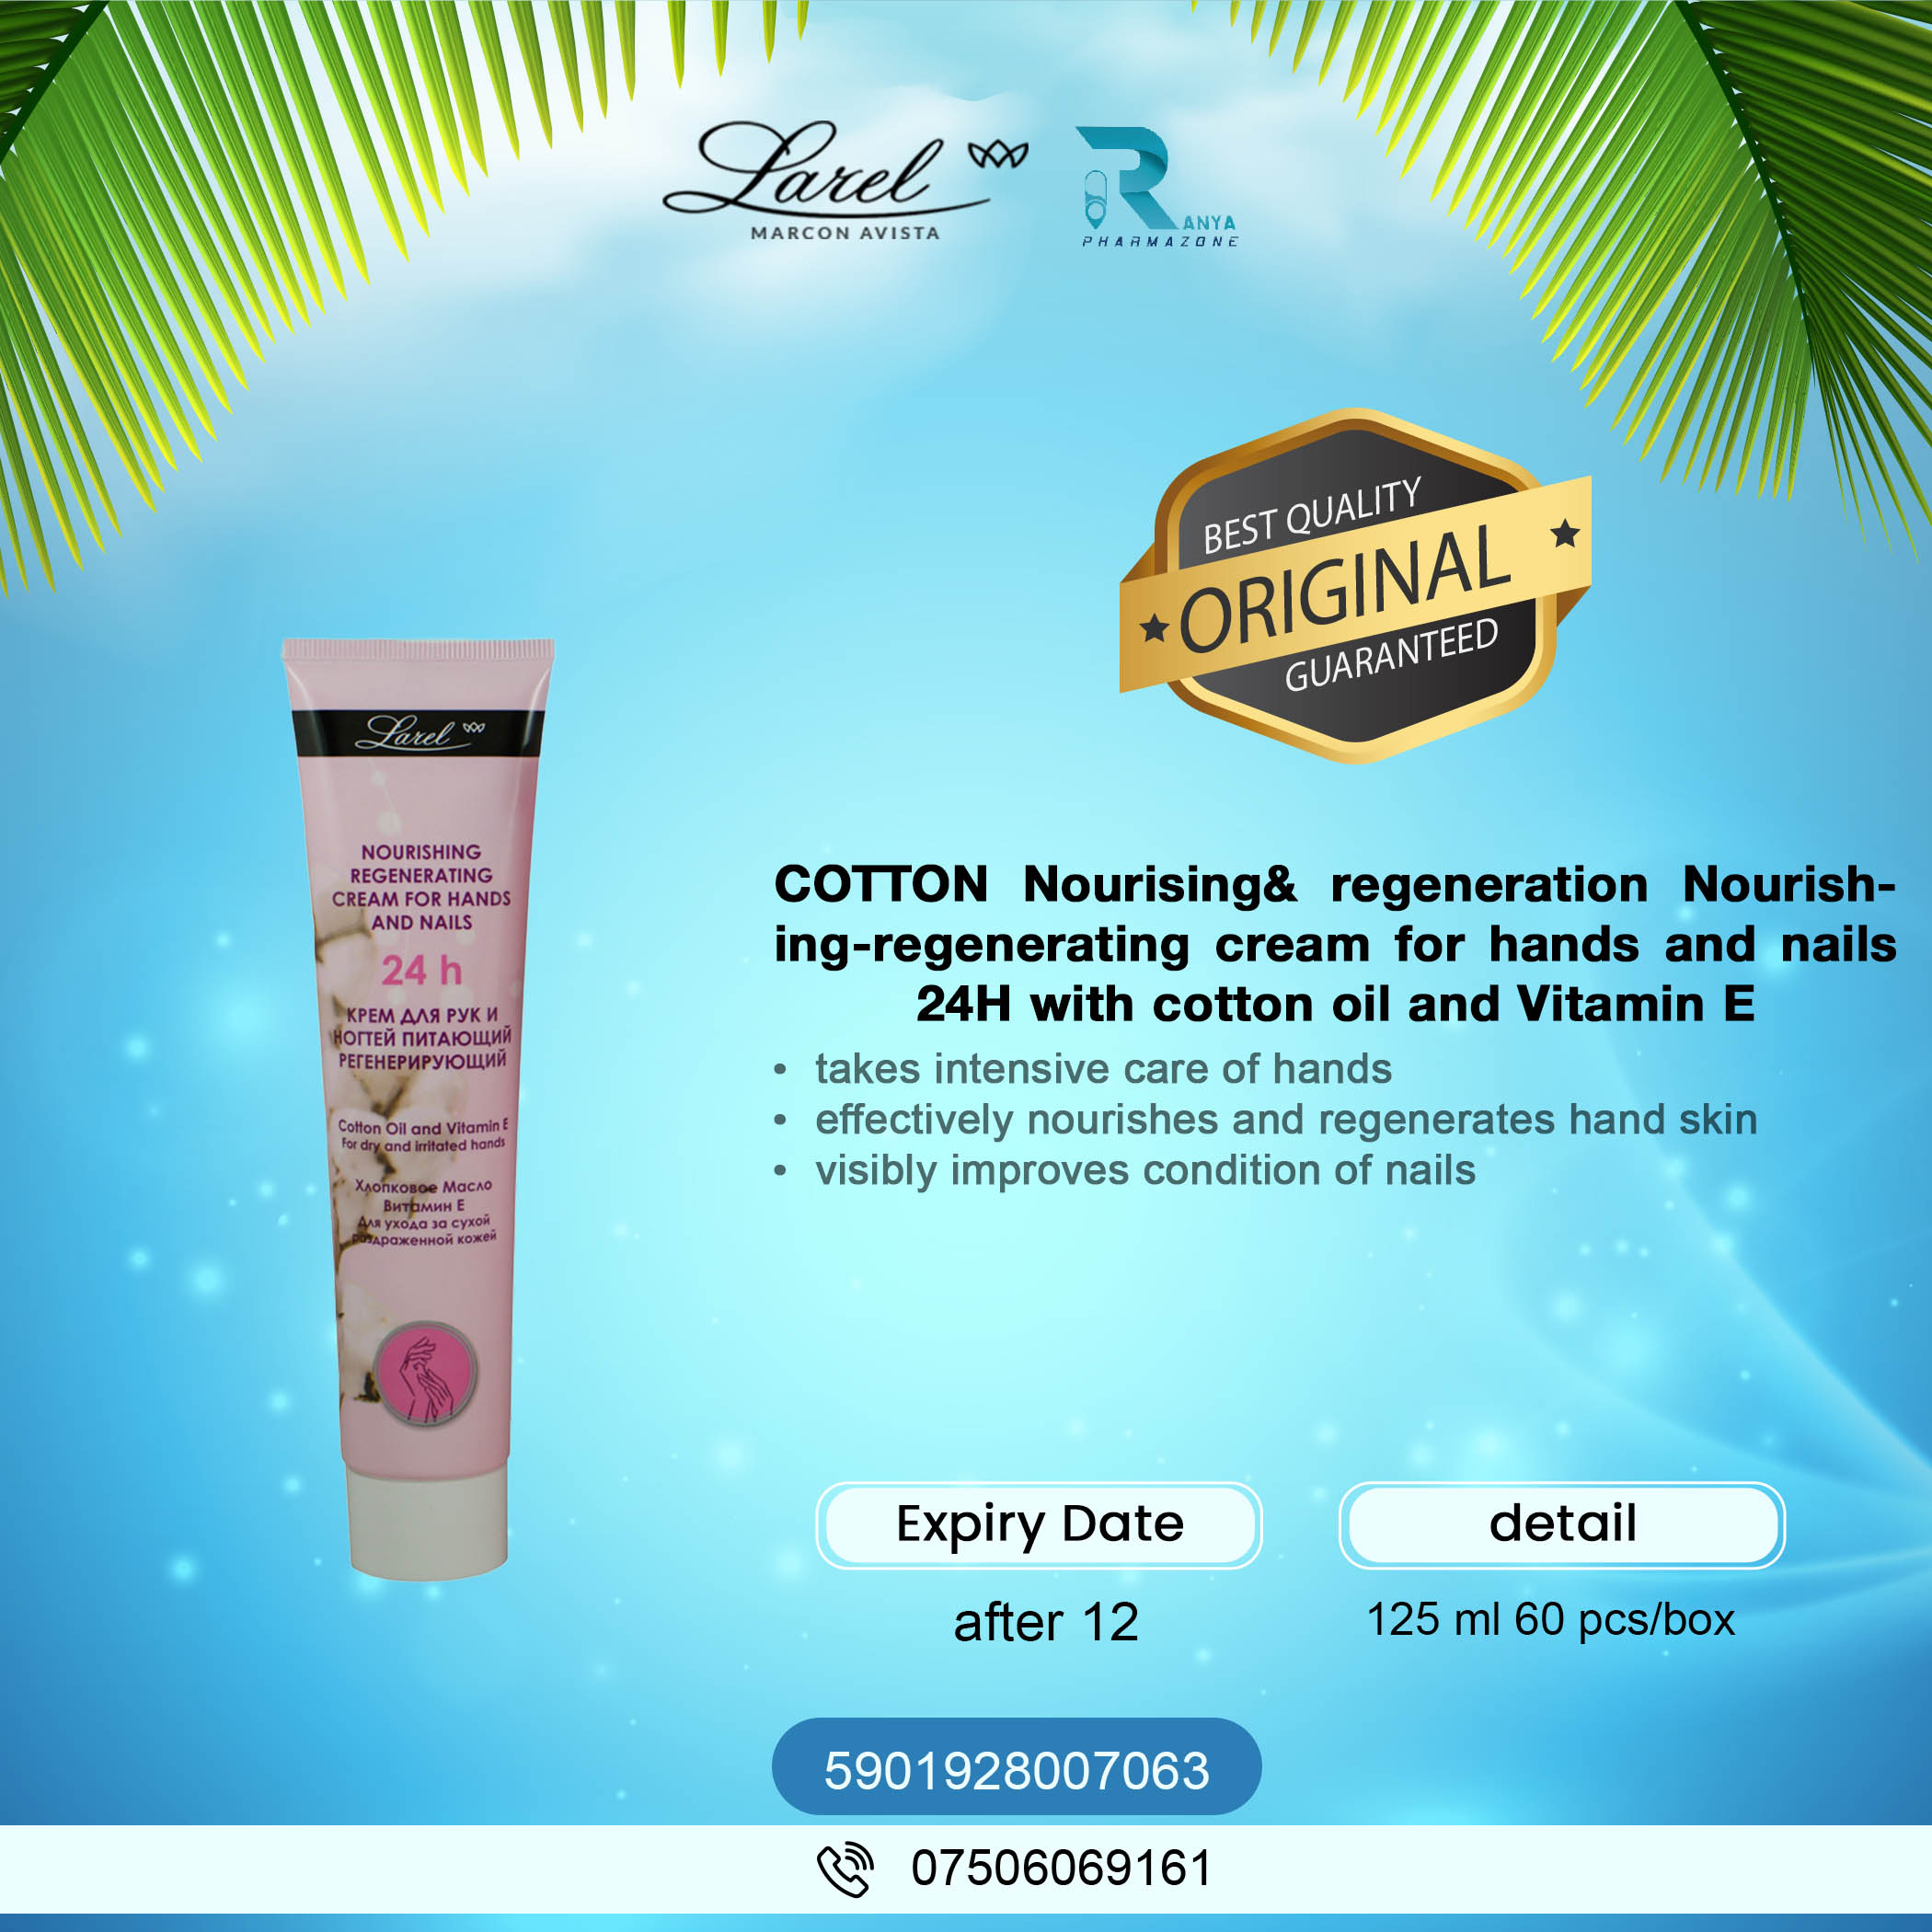 Larel
MARCON AVISTA
RANYA
PHARMAZONE
BEST QUALITY
ORIGINAL
GUARANTEED
Larel
NOURISHING
REGENERATING
CREAM FOR HANDS
AND NAILS
24 h
КРЕМ ДЛЯ РУК И
НОГТЕЙ ПИТАЮЩИЙ
РЕГЕНЕРИРУЮЩИЙ
Cotton Oil and Vitamin E
For dry and irritated hands
Хлопковое Масло
Витамин Е
Для ухода за сухой
раздраженной кожей
COTTON Nourising& regeneration Nourish-
ing-regenerating cream for hands and nails
24H with cotton oil and Vitamin E
• takes intensive care of hands
• effectively nourishes and regenerates hand skin
• visibly improves condition of nails
Expiry Date
detail
after 12
125 ml 60 pcs/box
5901928007063
07506069161